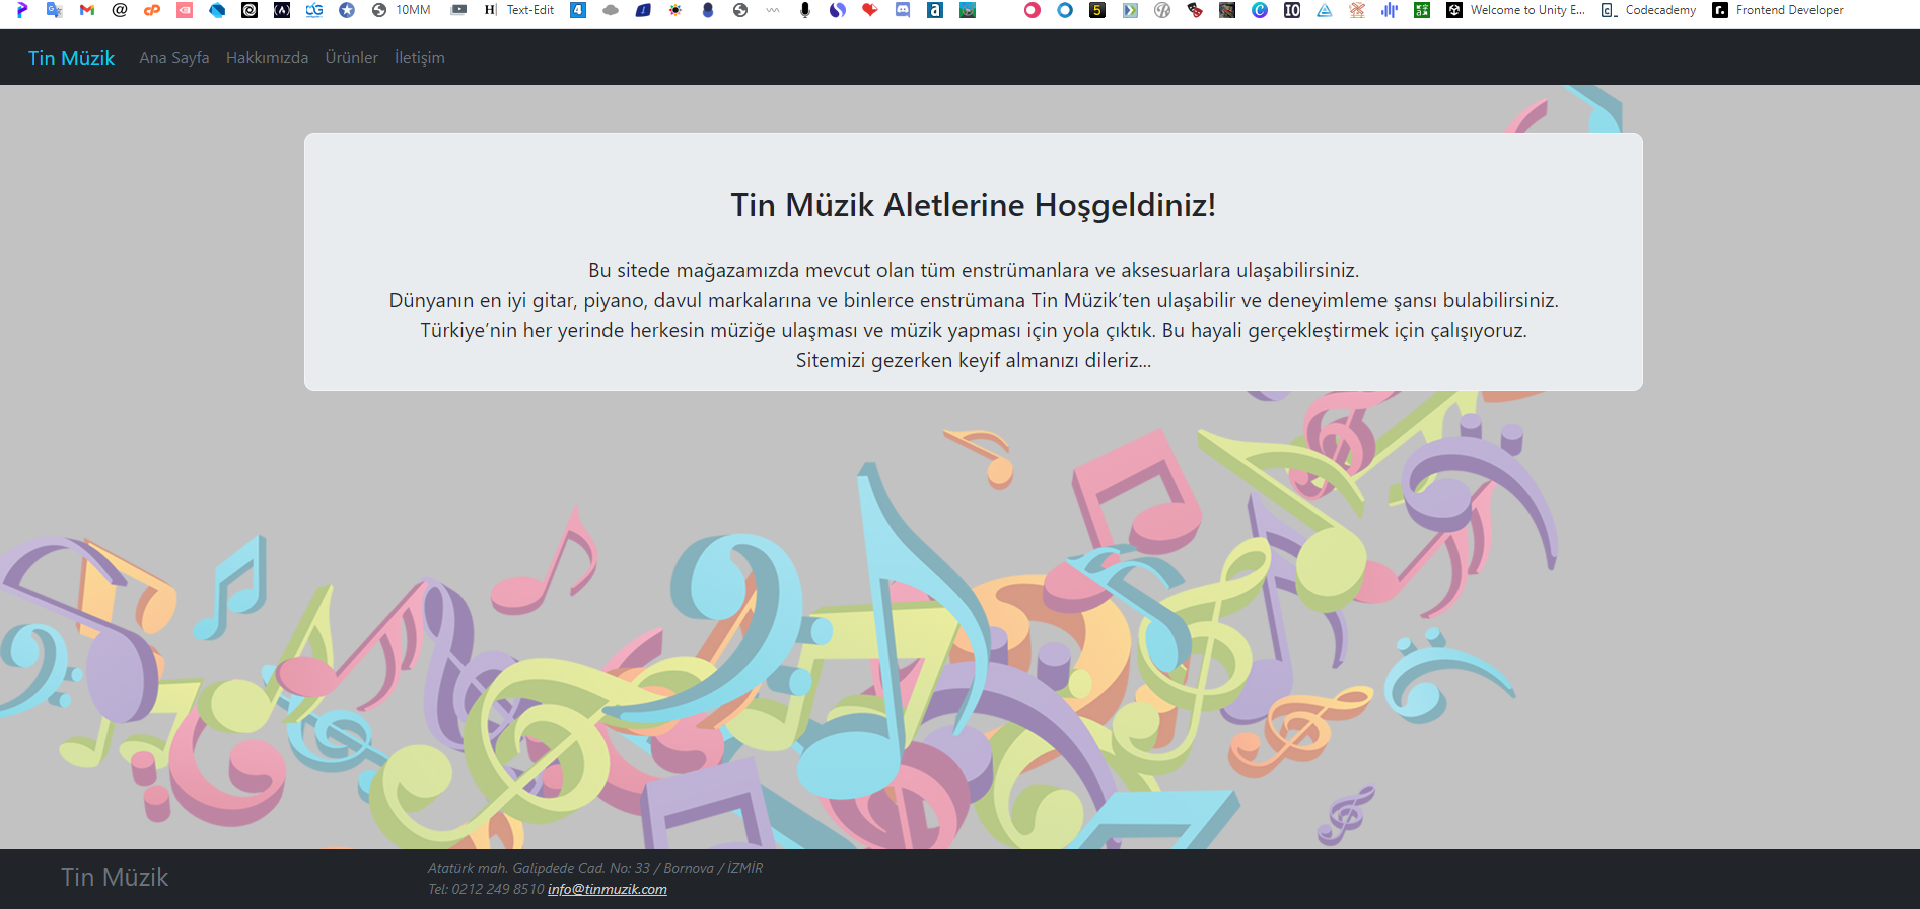 10MM Text-Edit Welcome to Unity E... Codecademy Frontend Developer
Tin Müzik Ana Sayfa Hakkımızda Ürünler İletişim
Tin Müzik Aletlerine Hoşgeldiniz!
Bu sitede mağazamızda mevcut olan tüm enstrümanlara ve aksesuarlara ulaşabilirsiniz.
Dünyanın en iyi gitar, piyano, davul markalarına ve binlerce enstrümana Tin Müzik’ten ulaşabilir ve deneyimleme şansı bulabilirsiniz.
Türkiye’nin her yerinde herkesin müziğe ulaşması ve müzik yapması için yola çıktık. Bu hayali gerçekleştirmek için çalışıyoruz.
Sitemizi gezerken keyif almanızı dileriz...
Tin Müzik
Atatürk mah. Galipdede Cad. No: 33 / Bornova / İZMİR
Tel: 0212 249 8510 info@tinmuzik.com